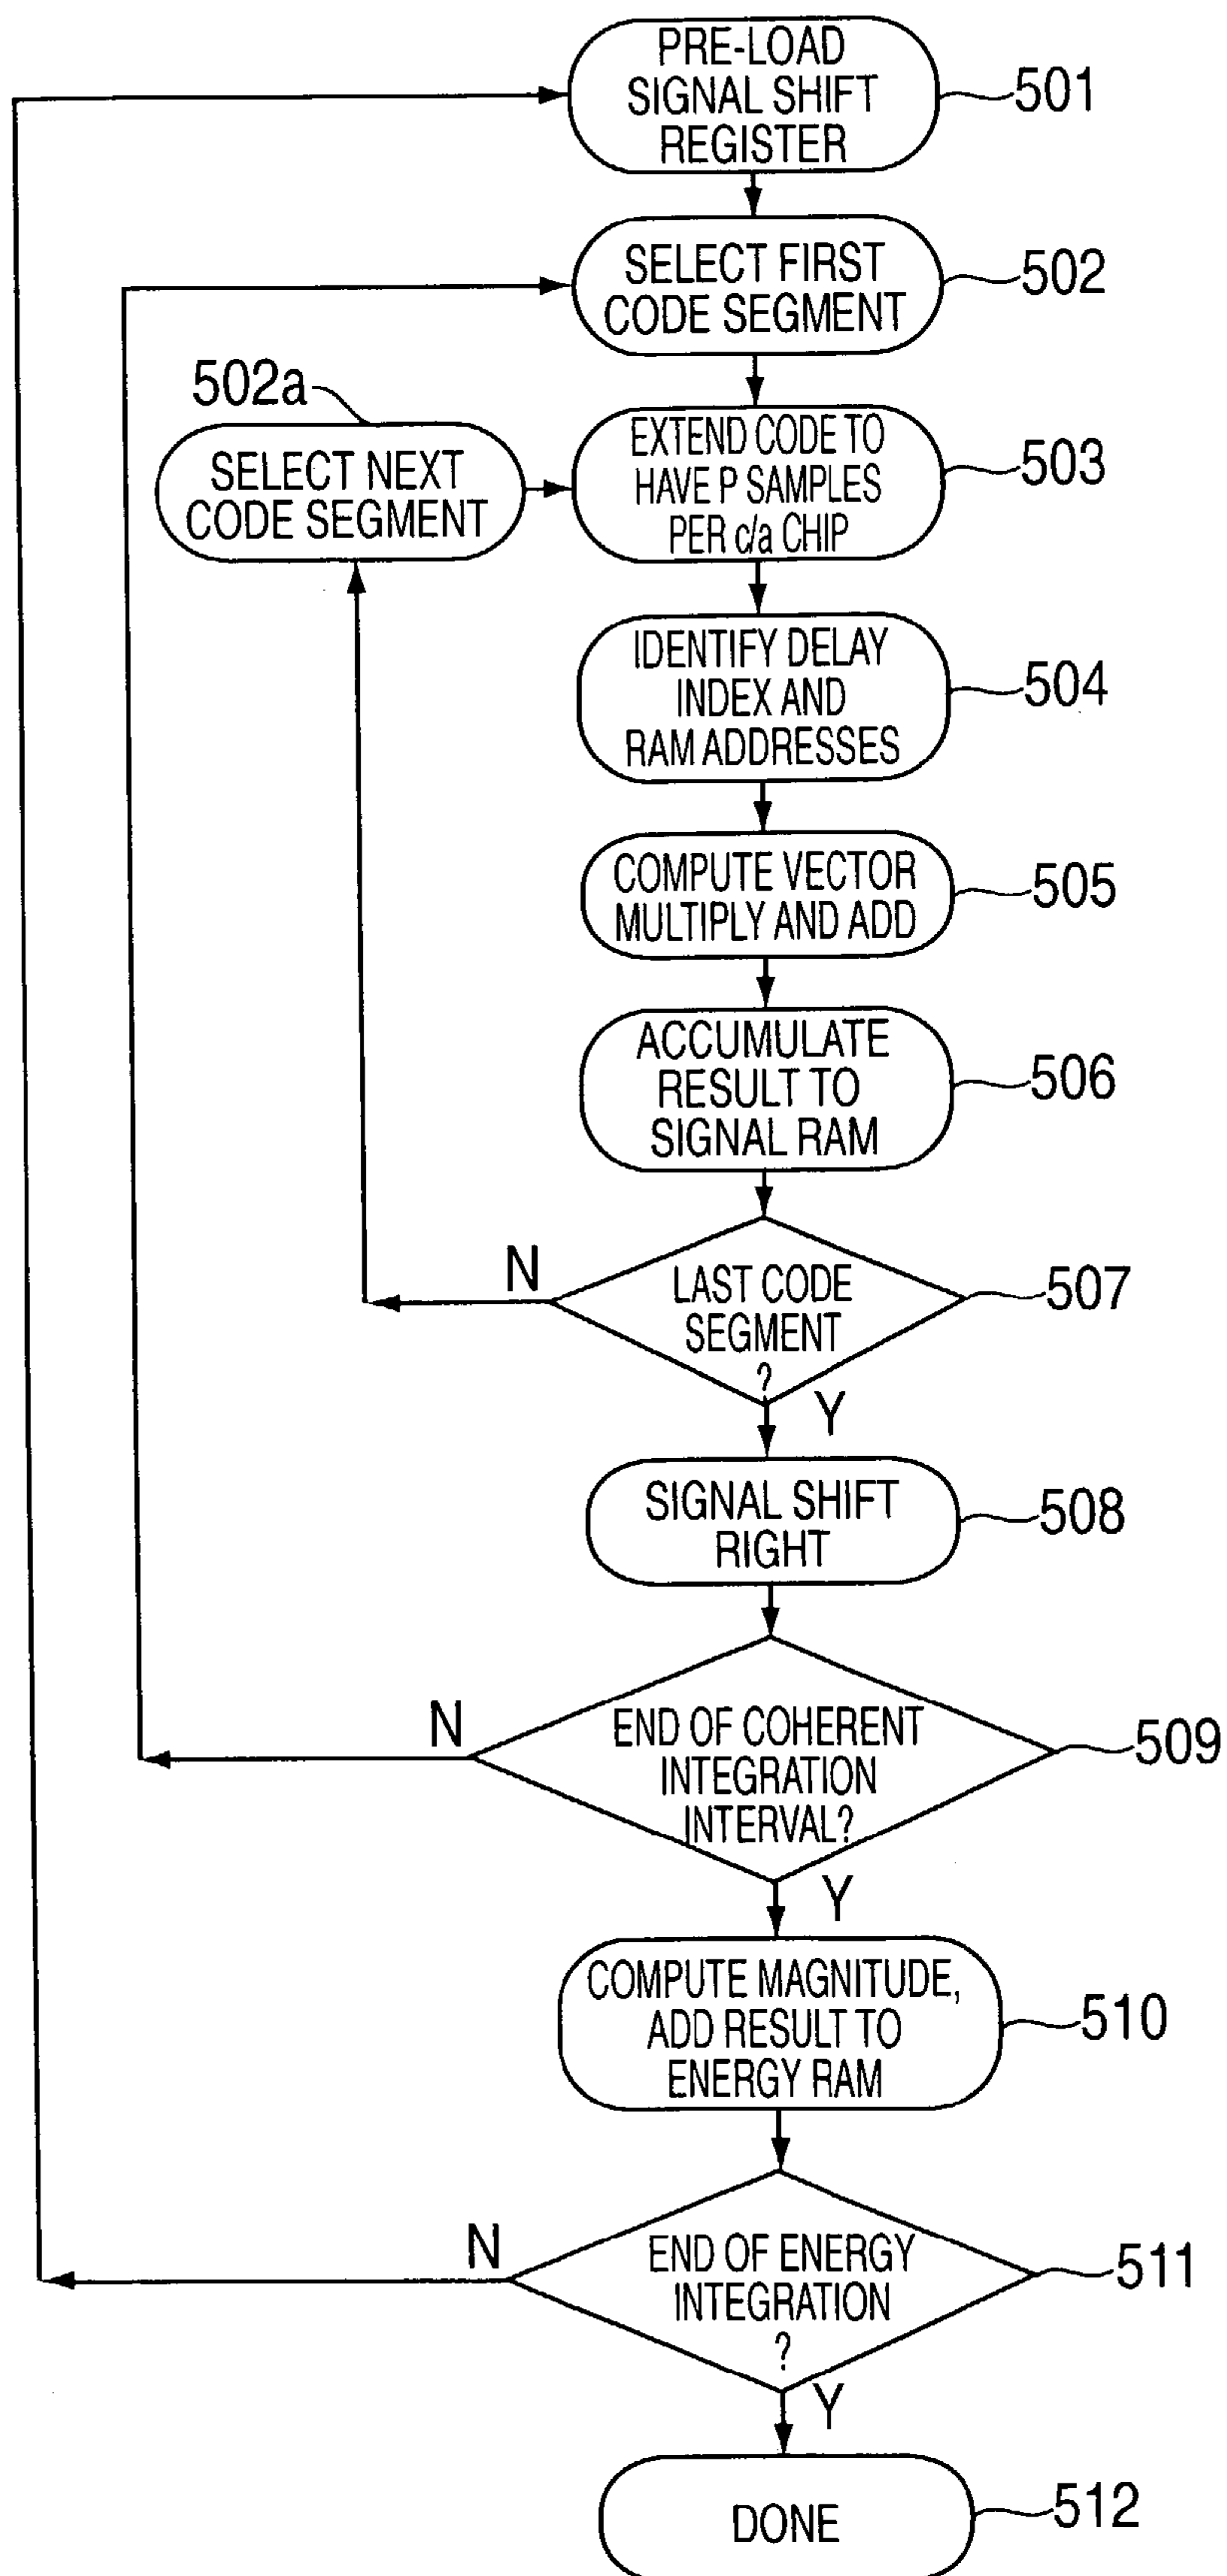 PRE-LOAD
SIGNAL SHIFT
REGISTER
501
SELECT FIRST
CODE SEGMENT
502
502a
SELECT NEXT
CODE SEGMENT
EXTEND CODE TO
HAVE P SAMPLES
PER c/a CHIP
503
IDENTIFY DELAY
INDEX AND
RAM ADDRESSES
504
COMPUTE VECTOR
MULTIPLY AND ADD
505
ACCUMULATE
RESULT TO
SIGNAL RAM
506
N
LAST CODE
SEGMENT
?
507
Y
SIGNAL SHIFT
RIGHT
508
N
END OF COHERENT
INTEGRATION
INTERVAL?
509
Y
COMPUTE MAGNITUDE,
ADD RESULT TO
ENERGY RAM
510
N
END OF ENERGY
INTEGRATION
?
511
Y
DONE
512